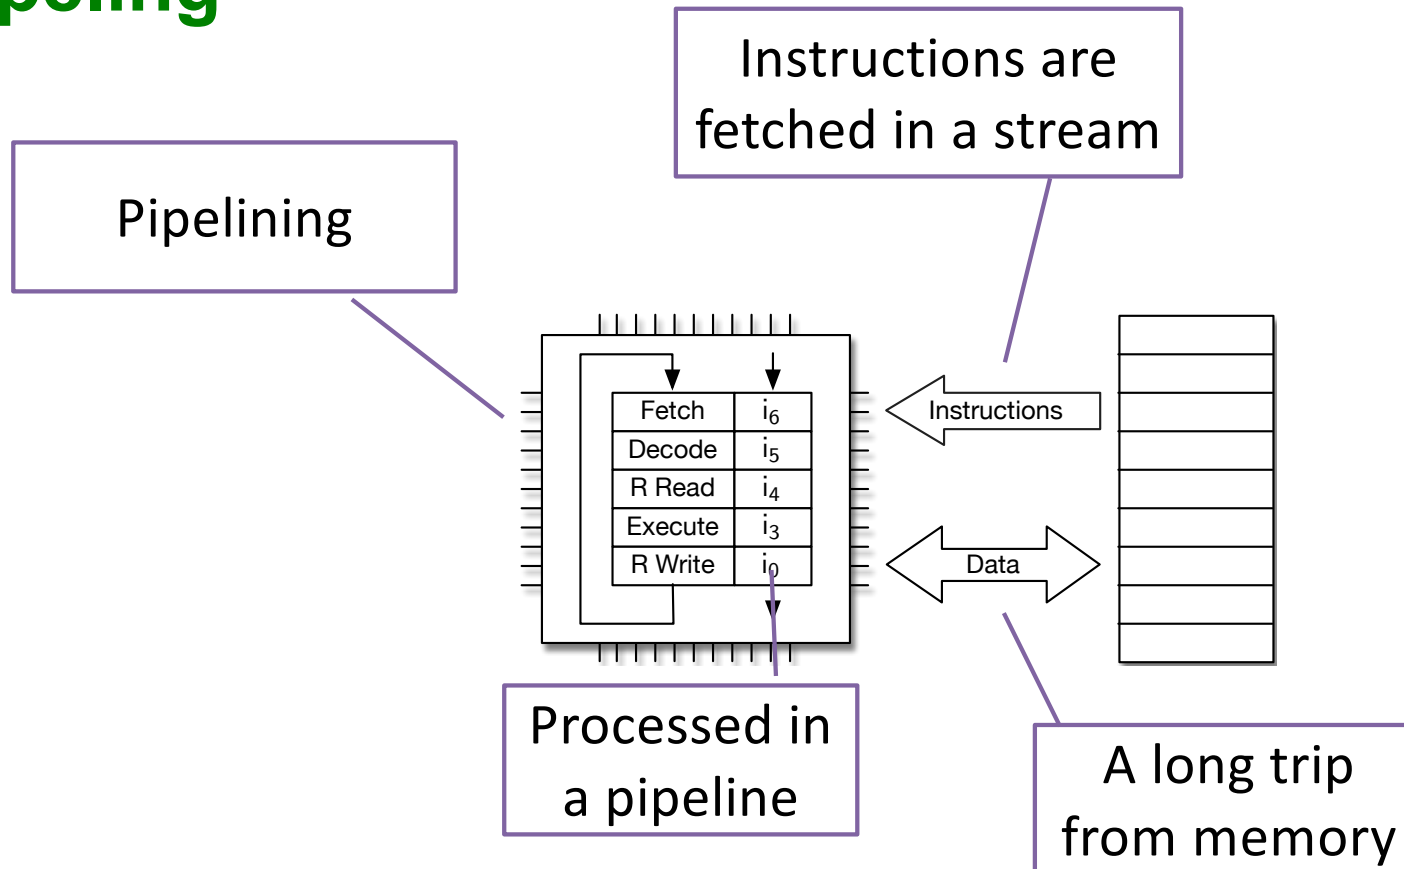 Instructions are
fetched in a stream
Pipelining
Fetch i₆
Decode i₅
R Read i₄
Execute i₃
R Write i₀
Instructions
Data
Processed in
a pipeline
A long trip
from memory